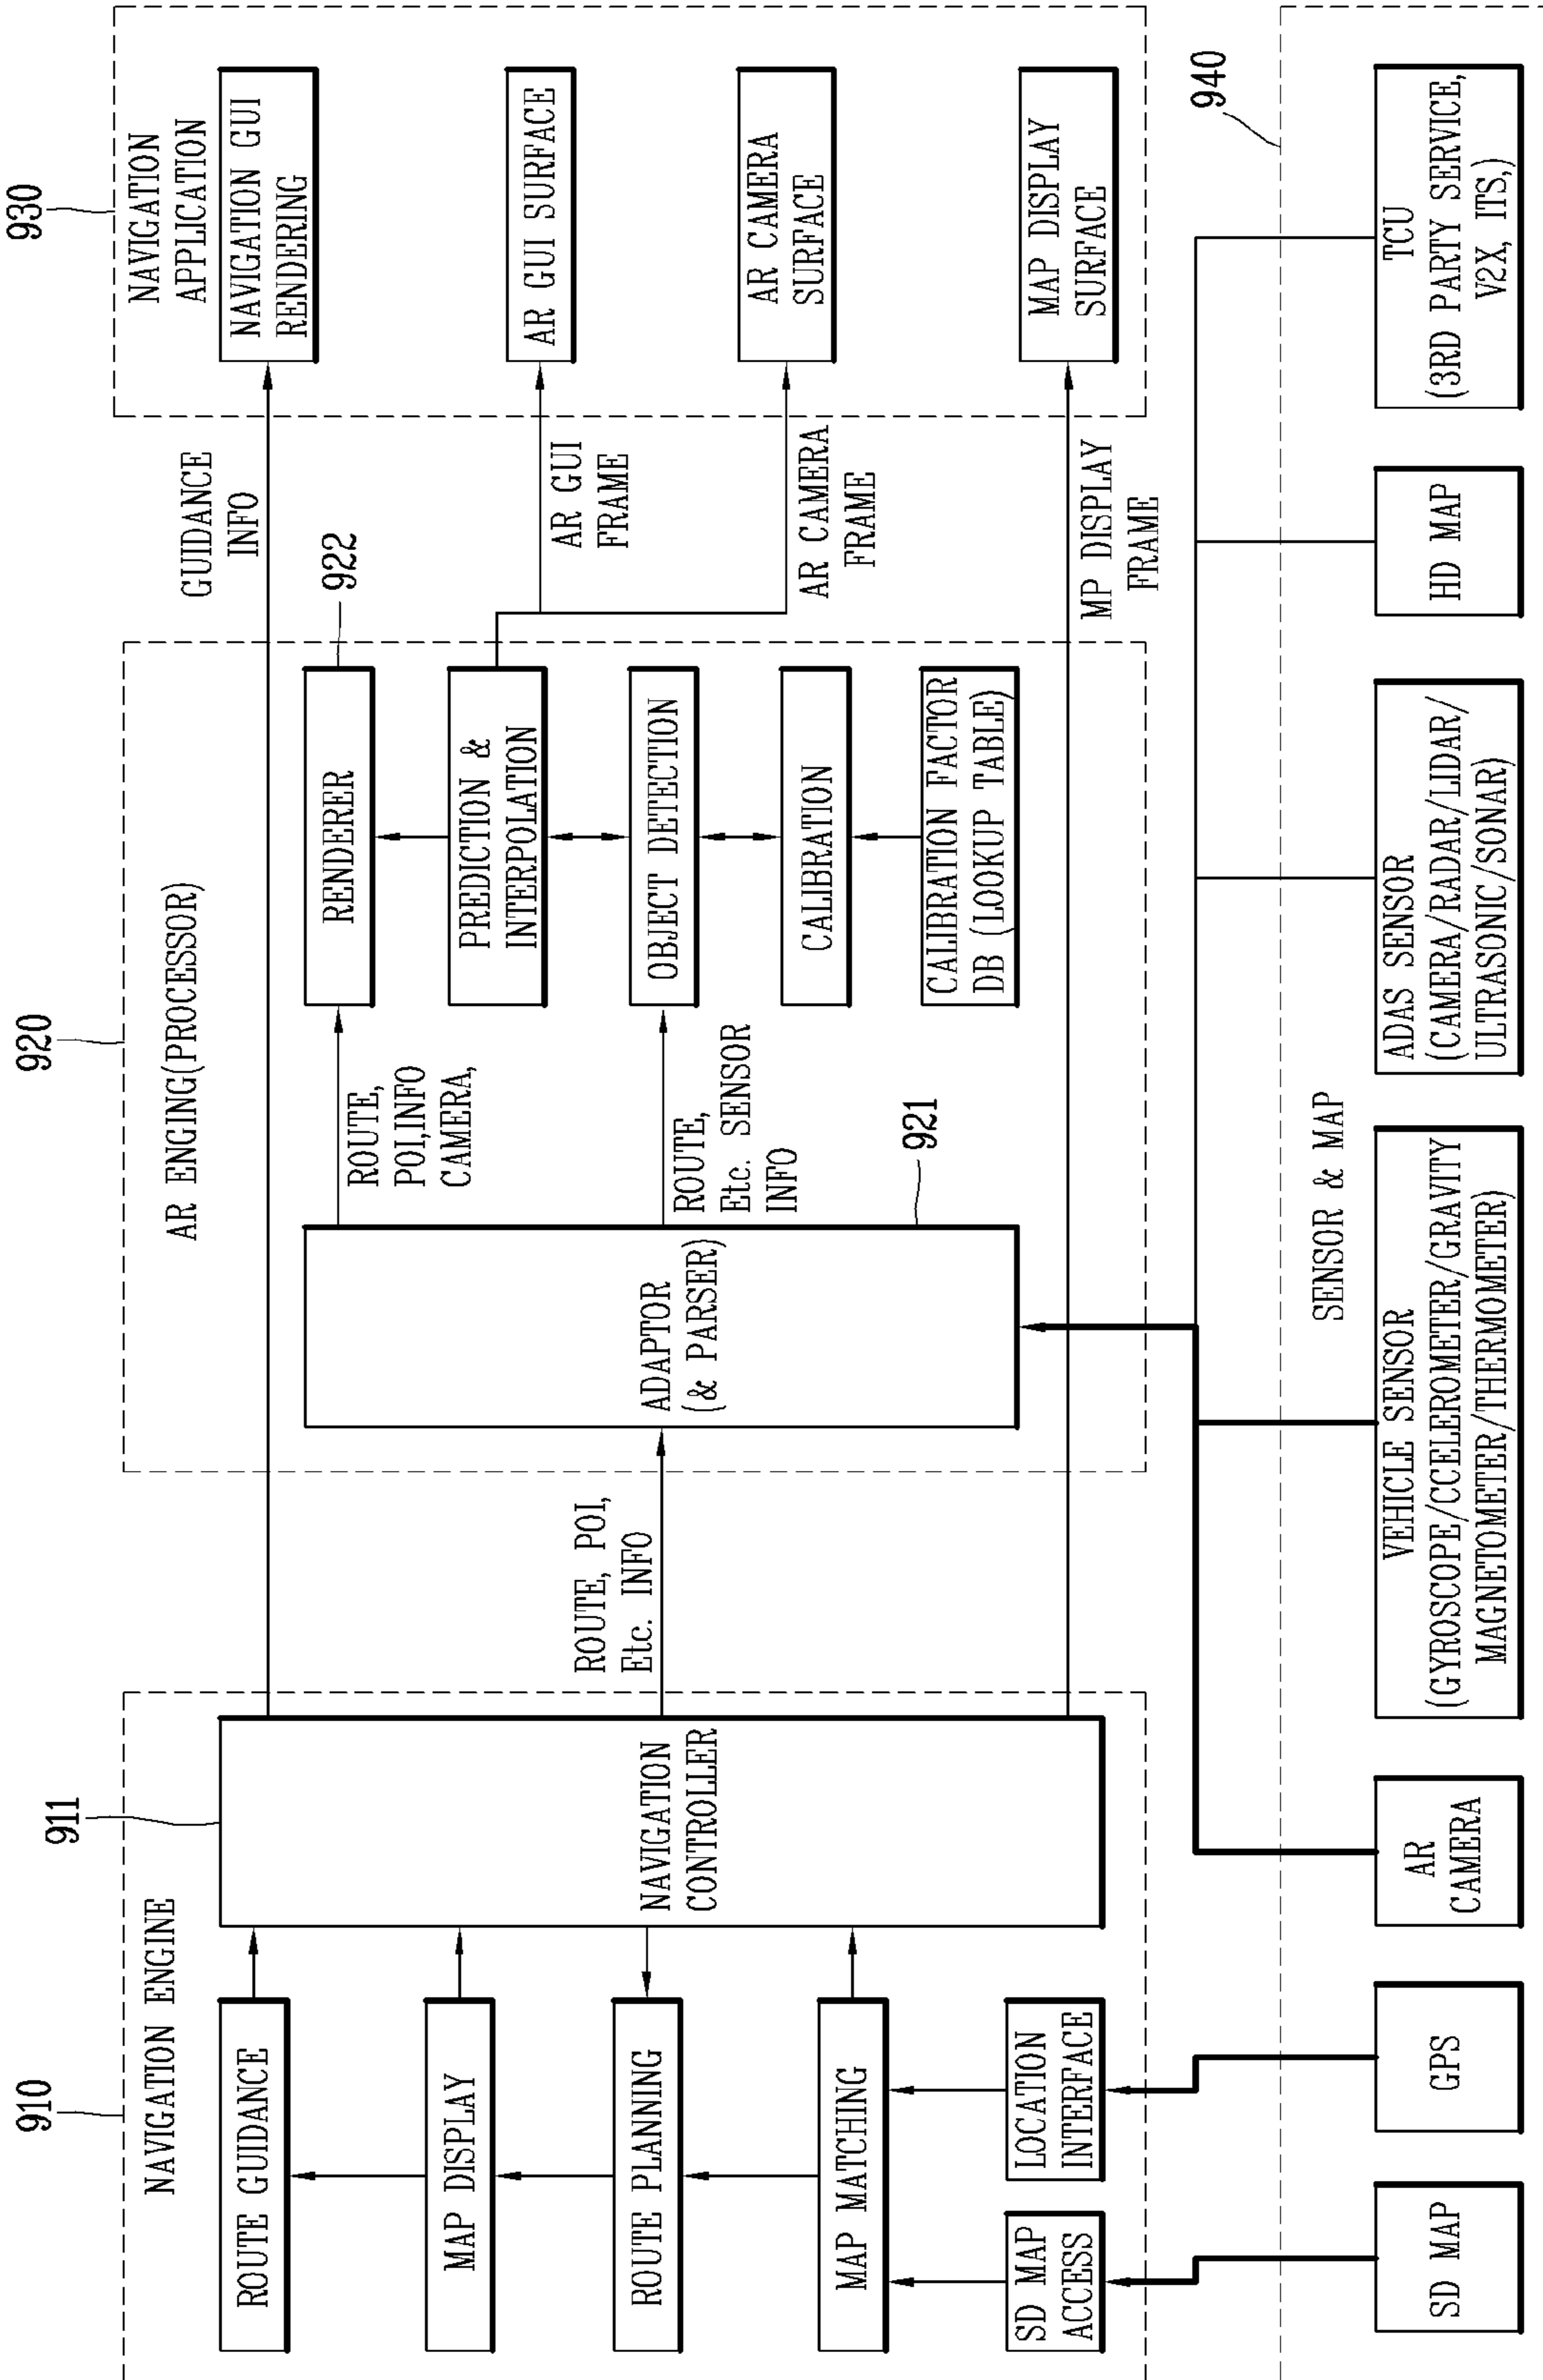 910
NAVIGATION ENGINE
911
ROUTE GUIDANCE
MAP DISPLAY
ROUTE PLANNING
MAP MATCHING
SD MAP
ACCESS
LOCATION
INTERFACE
NAVIGATION
CONTROLLER
ROUTE, POI,
Etc. INFO
920
AR ENGING(PROCESSOR)
ADAPTOR
(& PARSER)
921
ROUTE,
POI,INFO
CAMERA,
ROUTE,
Etc. SENSOR
INFO
922
RENDERER
PREDICTION &
INTERPOLATION
OBJECT DETECTION
CALIBRATION
CALIBRATION FACTOR
DB (LOOKUP TABLE)
GUIDANCE
INFO
AR GUI
FRAME
AR CAMERA
FRAME
MP DISPLAY
FRAME
930
NAVIGATION
APPLICATION
NAVIGATION GUI
RENDERING
AR GUI SURFACE
AR CAMERA
SURFACE
MAP DISPLAY
SURFACE
940
SENSOR & MAP
SD MAP
GPS
AR
CAMERA
VEHICLE SENSOR
(GYROSCOPE/CCELEROMETER/GRAVITY
MAGNETOMETER/THERMOMETER)
ADAS SENSOR
(CAMERA/RADAR/LIDAR/
ULTRASONIC/SONAR)
HD MAP
TCU
(3RD PARTY SERVICE,
V2X, ITS,)